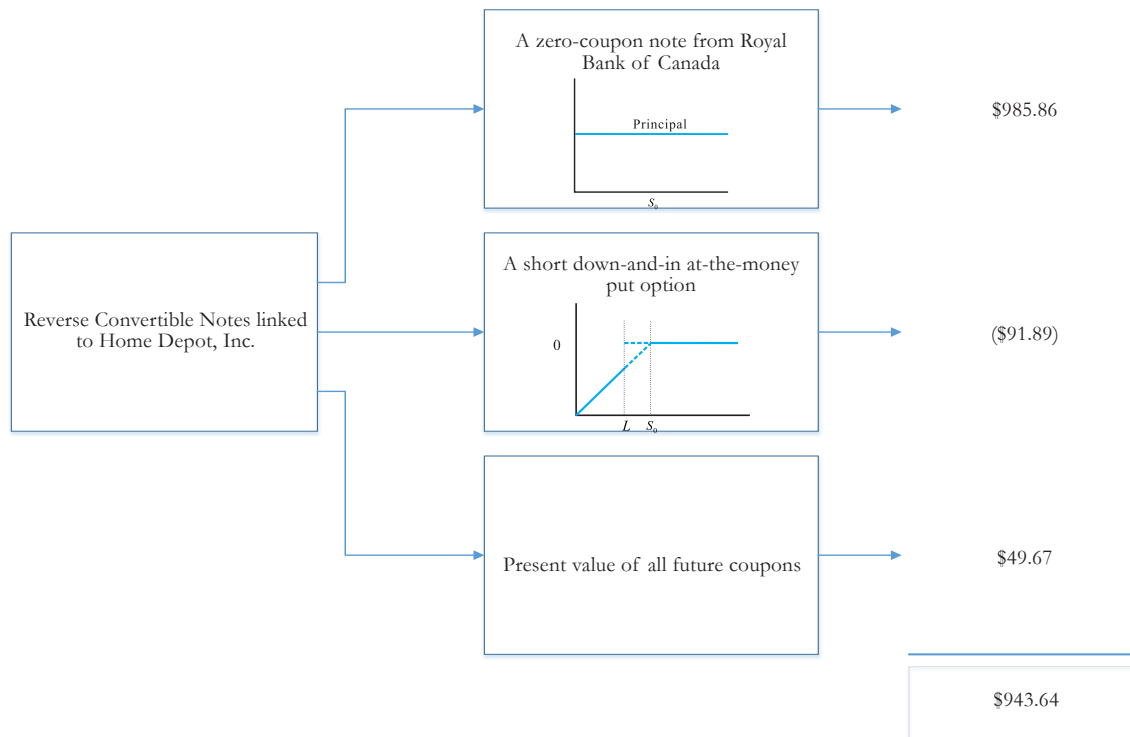 A zero-coupon note from Royal
Bank of Canada
Principal
S₀
$985.86
Reverse Convertible Notes linked
to Home Depot, Inc.
A short down-and-in at-the-money
put option
0
L S₀
($91.89)
Present value of all future coupons
$49.67
$943.64